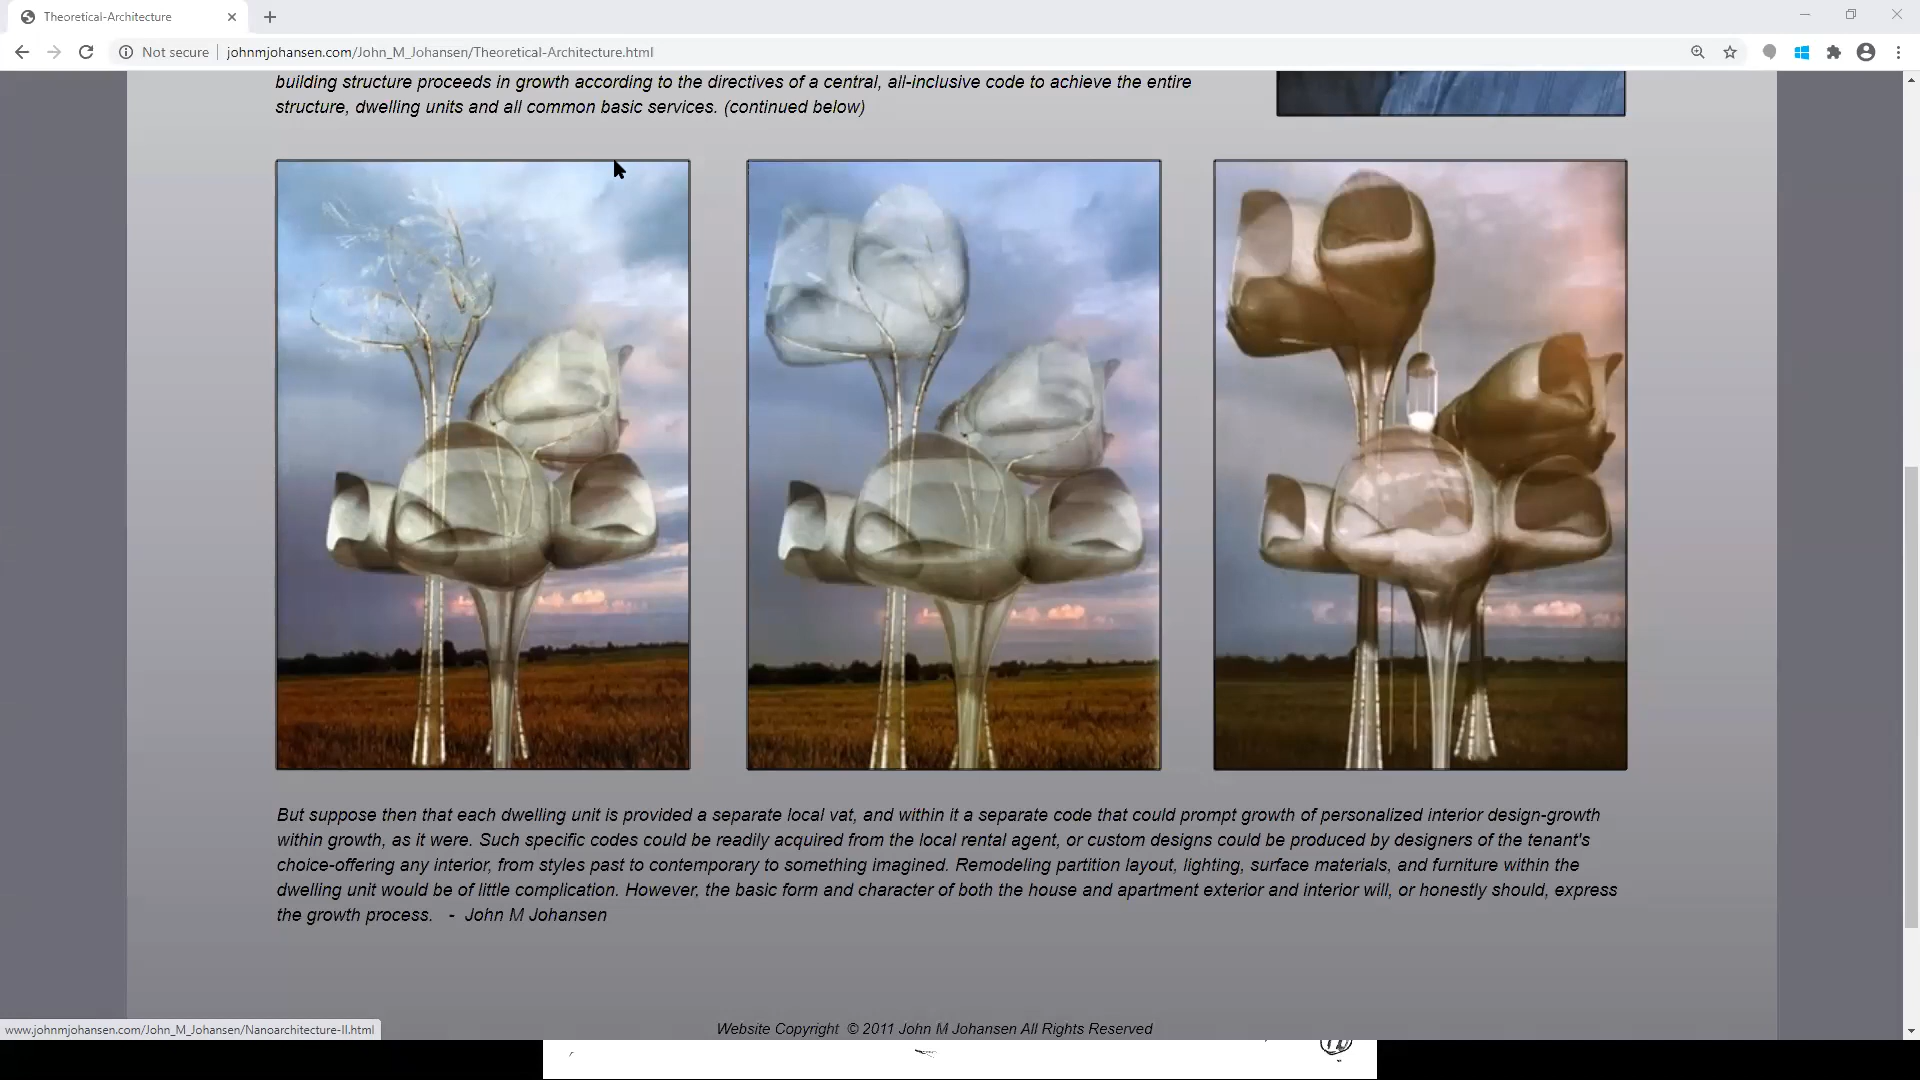 Theoretical-Architecture
Not secure
johnmjohansen.com/John_M_Johansen/Theoretical-Architecture.html
building structure proceeds in growth according to the directives of a central, all-inclusive code to achieve the entire
structure, dwelling units and all common basic services. (continued below)
But suppose then that each dwelling unit is provided a separate local vat, and within it a separate code that could prompt growth of personalized interior design-growth
within growth, as it were. Such specific codes could be readily acquired from the local rental agent, or custom designs could be produced by designers of the tenant's
choice-offering any interior, from styles past to contemporary to something imagined. Remodeling partition layout, lighting, surface materials, and furniture within the
dwelling unit would be of little complication. However, the basic form and character of both the house and apartment exterior and interior will, or honestly should, express
the growth process. - John M Johansen
Website Copyright © 2011 John M Johansen All Rights Reserved
www.johnmjohansen.com/John_M_Johansen/Nanoarchitecture-II.html